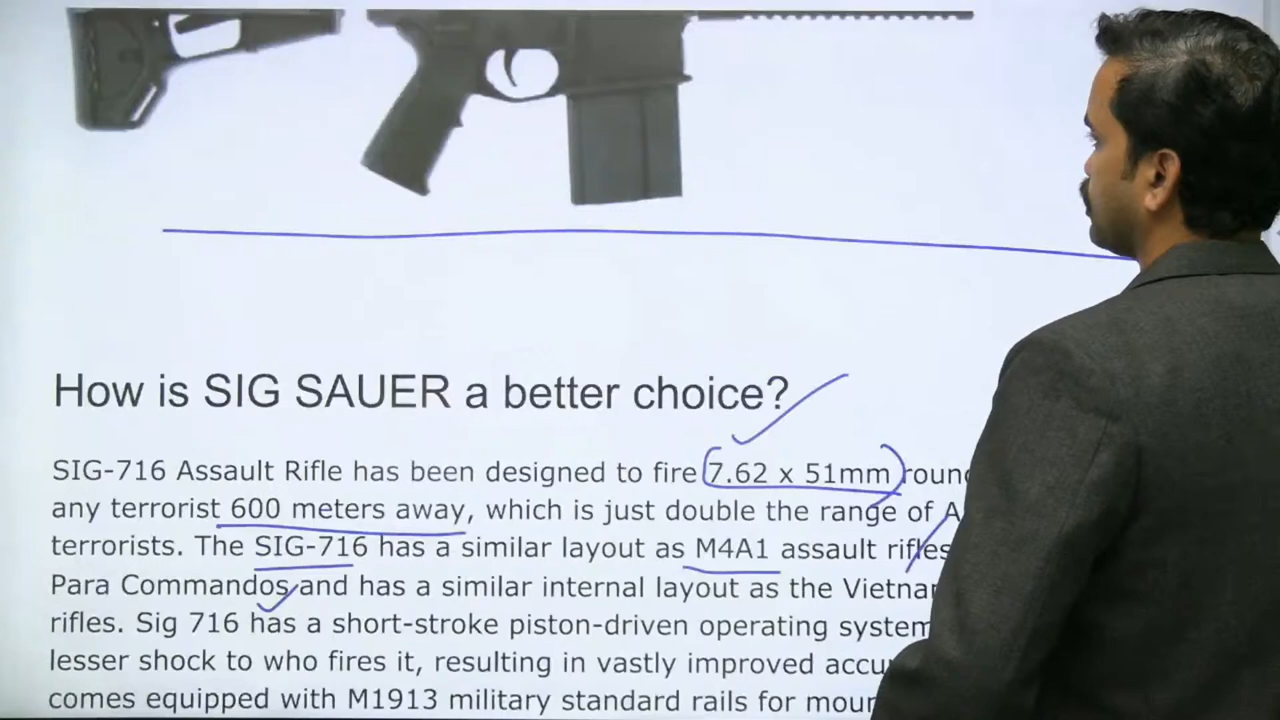 How is SIG SAUER a better choice?
SIG-716 Assault Rifle has been designed to fire 7.62 x 51mm
any terrorist 600 meters away, which is just double the range of
terrorists. The SIG-716 has a similar layout as M4A1 assault rifles
Para Commandos and has a similar internal layout as the
rifles. Sig 716 has a short-stroke piston-driven operating system
lesser shock to who fires it, resulting in vastly improved
comes equipped with M1913 military standard rails for